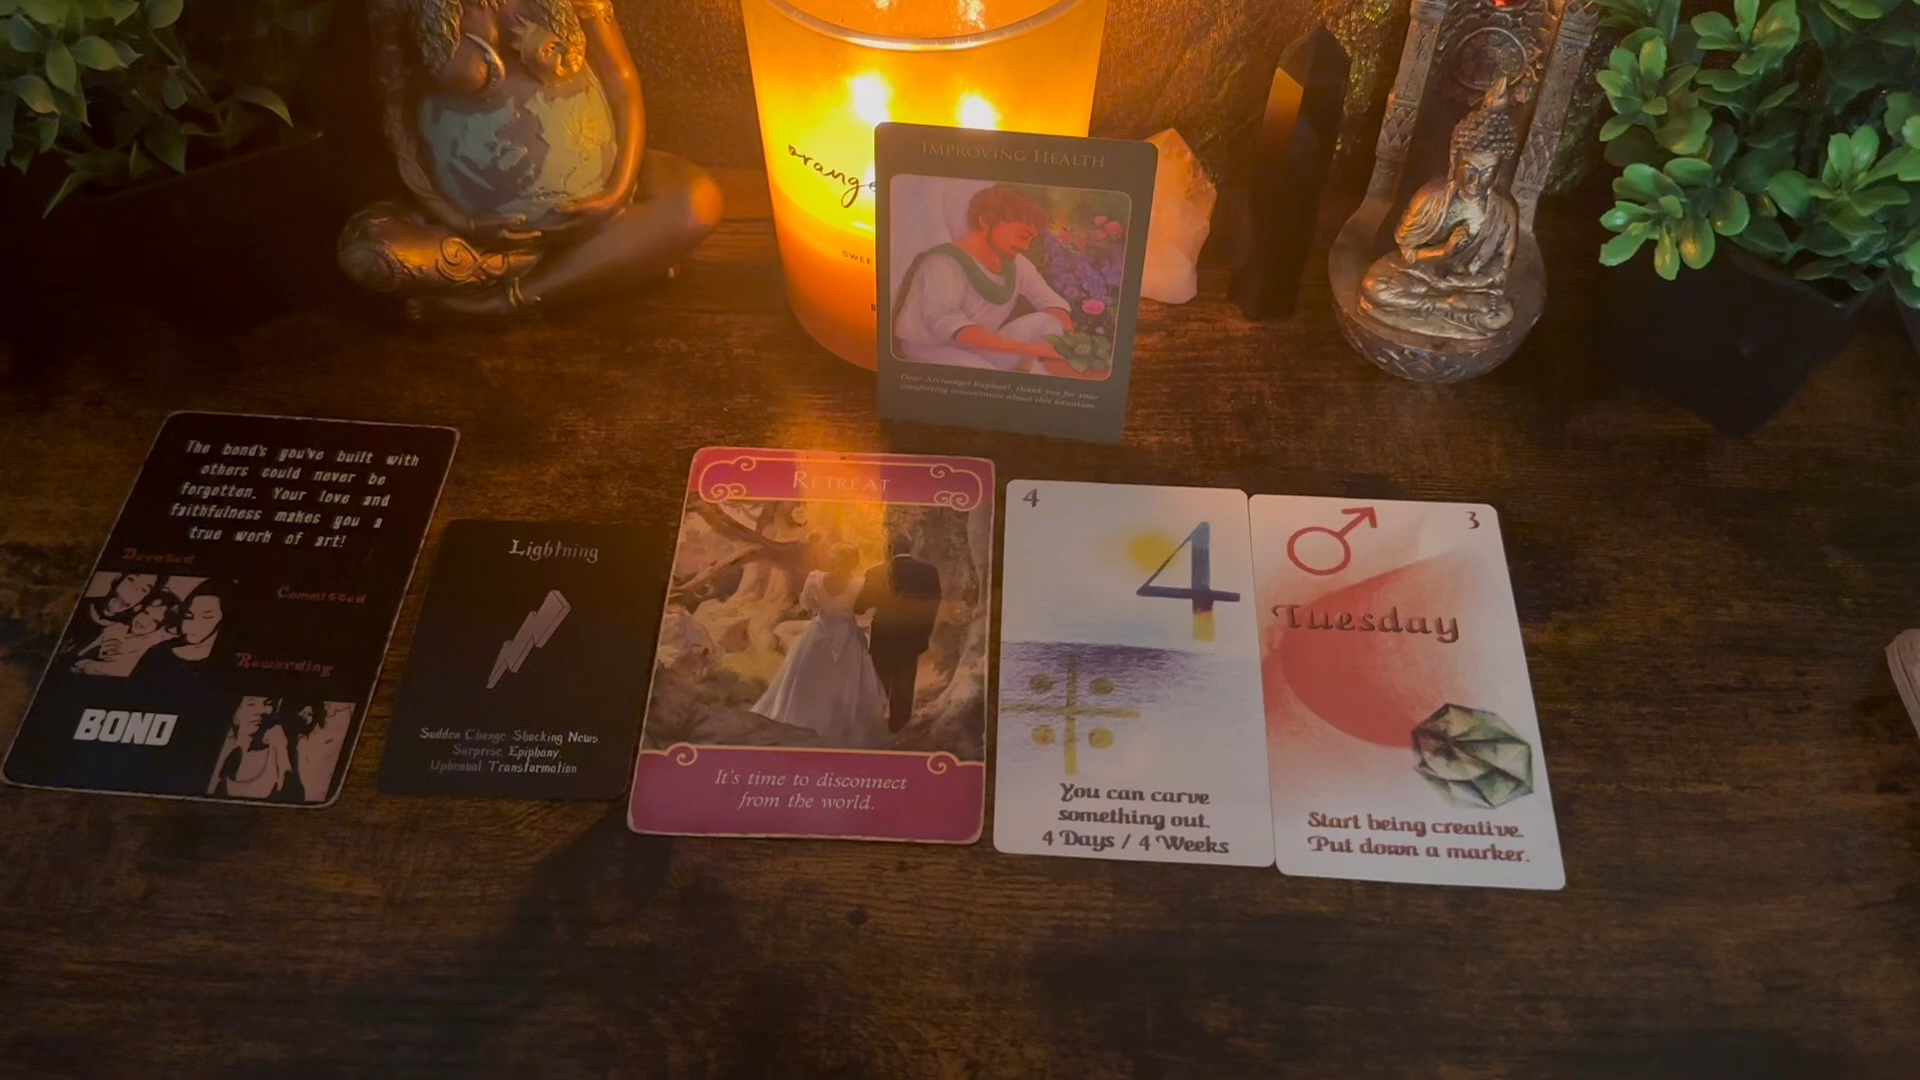 orange
SWEE
B
IMPROVING HEALTH
Dear Archangel Raphael, thank you for your
comforting reassurance about this situation.
The bond's you've built with
others could never be
forgotten. Your love and
faithfulness makes you a
true work of art!
Devoted
Committed
Rewarding
BOND
Lightning
Sudden Change, Shocking News,
Surprise, Epiphany,
Upheaval, Transformation
RETREAT
It's time to disconnect
from the world.
4
4
You can carve
something out.
4 Days / 4 Weeks
3
Tuesday
Start being creative.
Put down a marker.